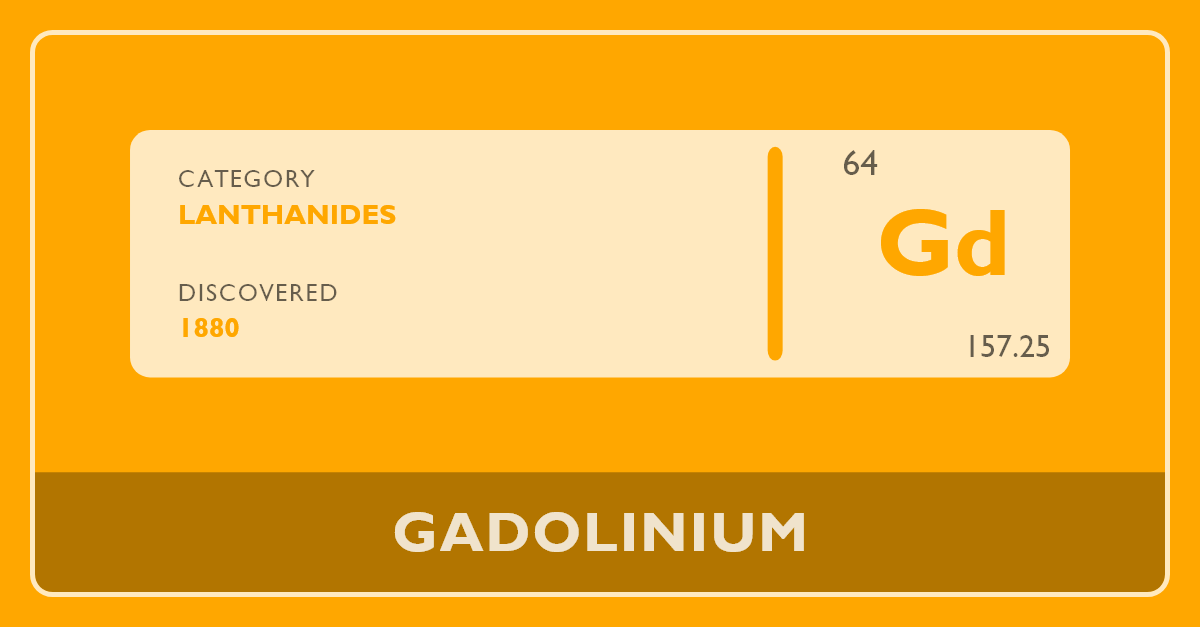 CATEGORY
LANTHANIDES
DISCOVERED
1880
64
Gd
157.25
GADOLINIUM